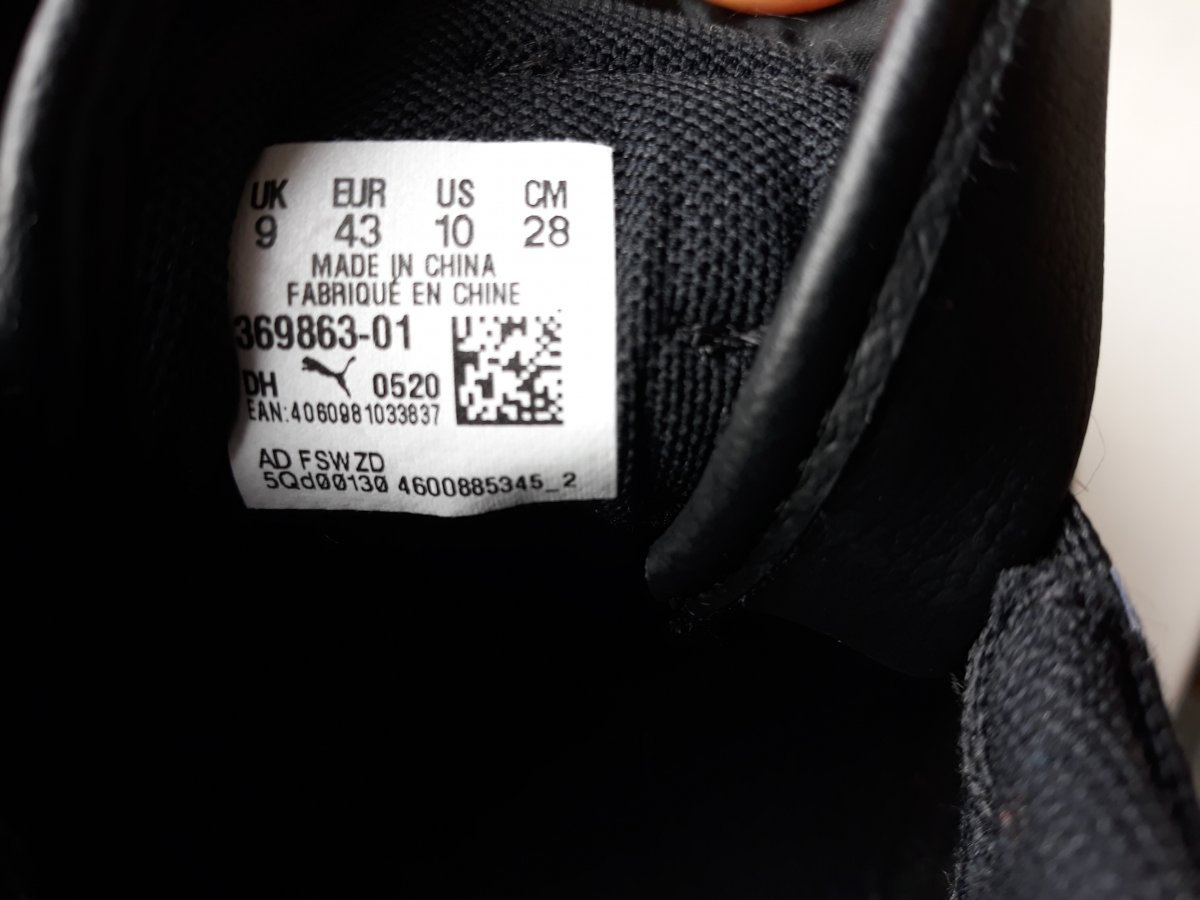 UK EUR US CM
9 43 10 28
MADE IN CHINA
FABRIQUÉ EN CHINE
369863-01
DH 0520
EAN:4060981033837
AD FSWZD
5Qd00130 4600885345_2